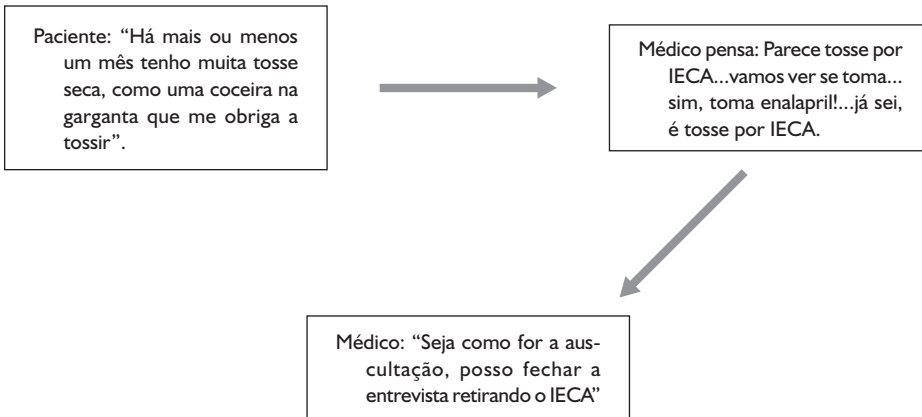 Paciente: “Há mais ou menos
um mês tenho muita tosse
seca, como uma coceira na
garganta que me obriga a
tossir”.
Médico pensa: Parece tosse por
IECA...vamos ver se toma...
sim, toma enalapril!...já sei,
é tosse por IECA.
Médico: “Seja como for a aus-
cultação, posso fechar a
entrevista retirando o IECA”